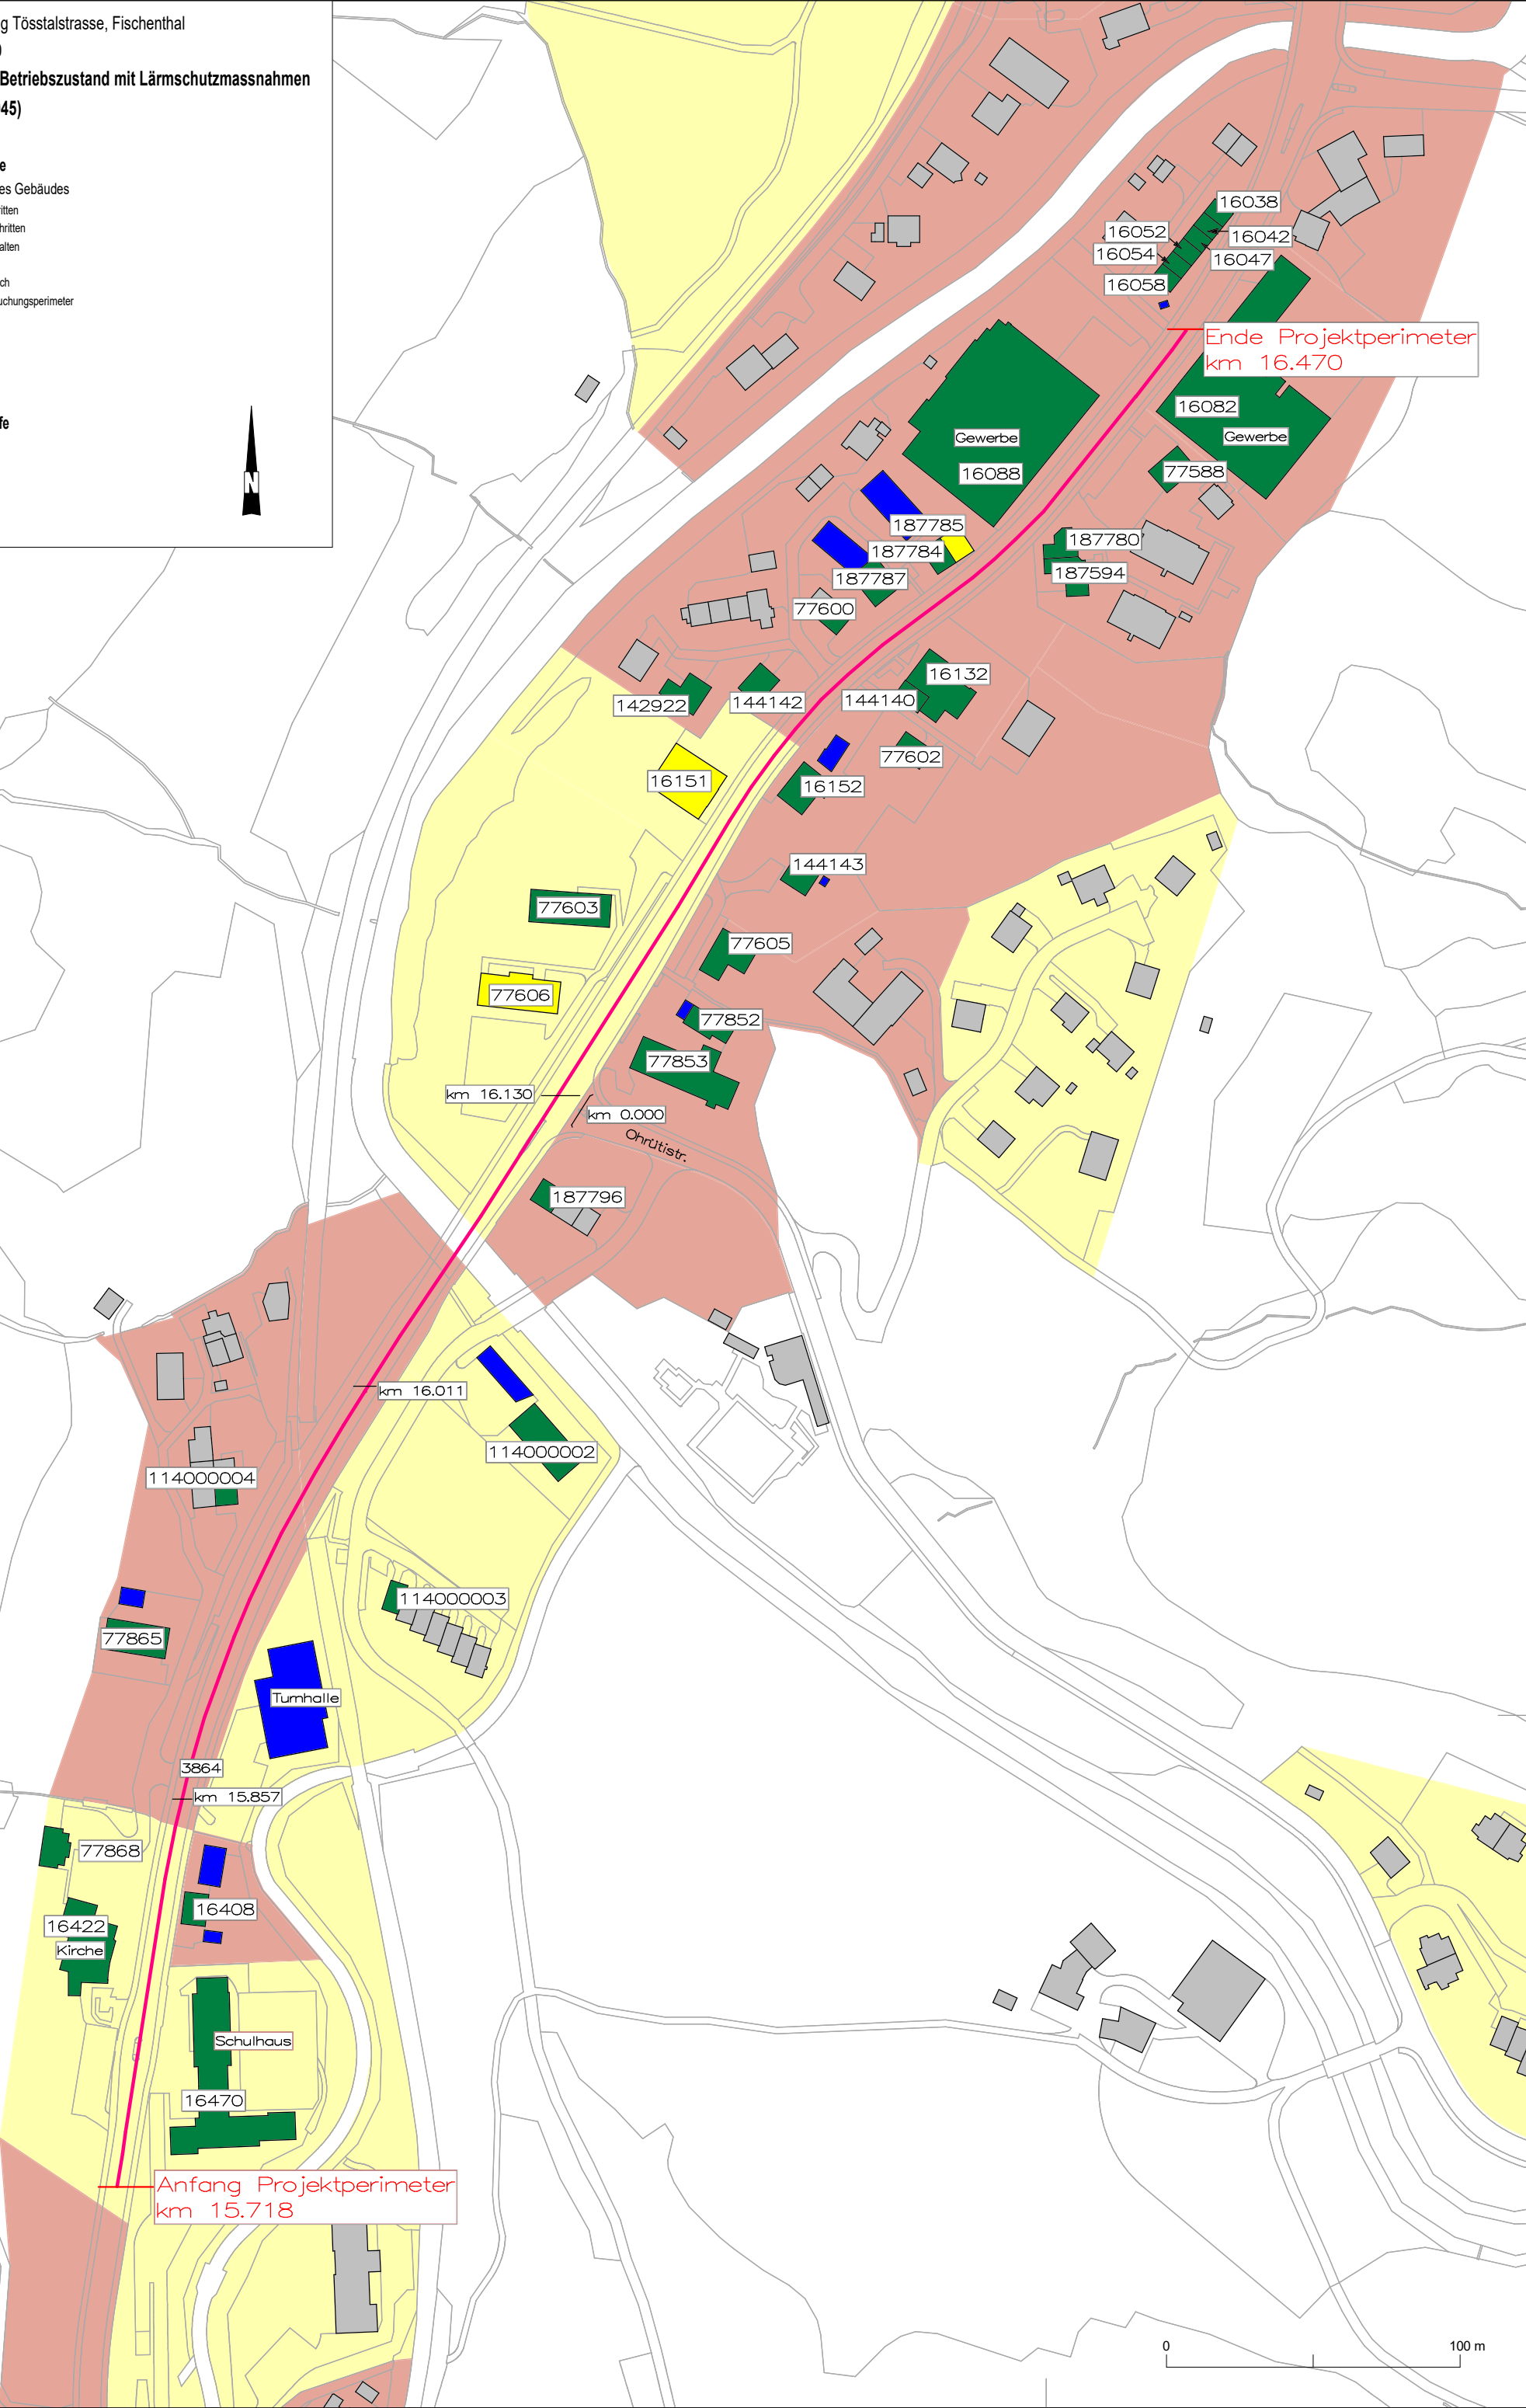 g Tösstalstrasse, Fischenthal
)
Betriebszustand mit Lärmschutzmassnahmen
45)
e
es Gebäudes
itten
hritten
alten
ch
uchungsperimeter
fe
N
16038
16052
16042
16054
16047
16058
Ende Projektperimeter
km 16.470
16082
Gewerbe
Gewerbe
16088
77588
187785
187784
187787
187780
187594
77600
16132
142922
144142
144140
77602
16151
16152
144143
77603
77605
77606
77852
77853
km 16.130
km 0.000
Ohrütistr.
187796
km 16.011
114000002
114000004
114000003
77865
Turnhalle
3864
km 15.857
77868
16408
16422
Kirche
Schulhaus
16470
Anfang Projektperimeter
km 15.718
0 100 m